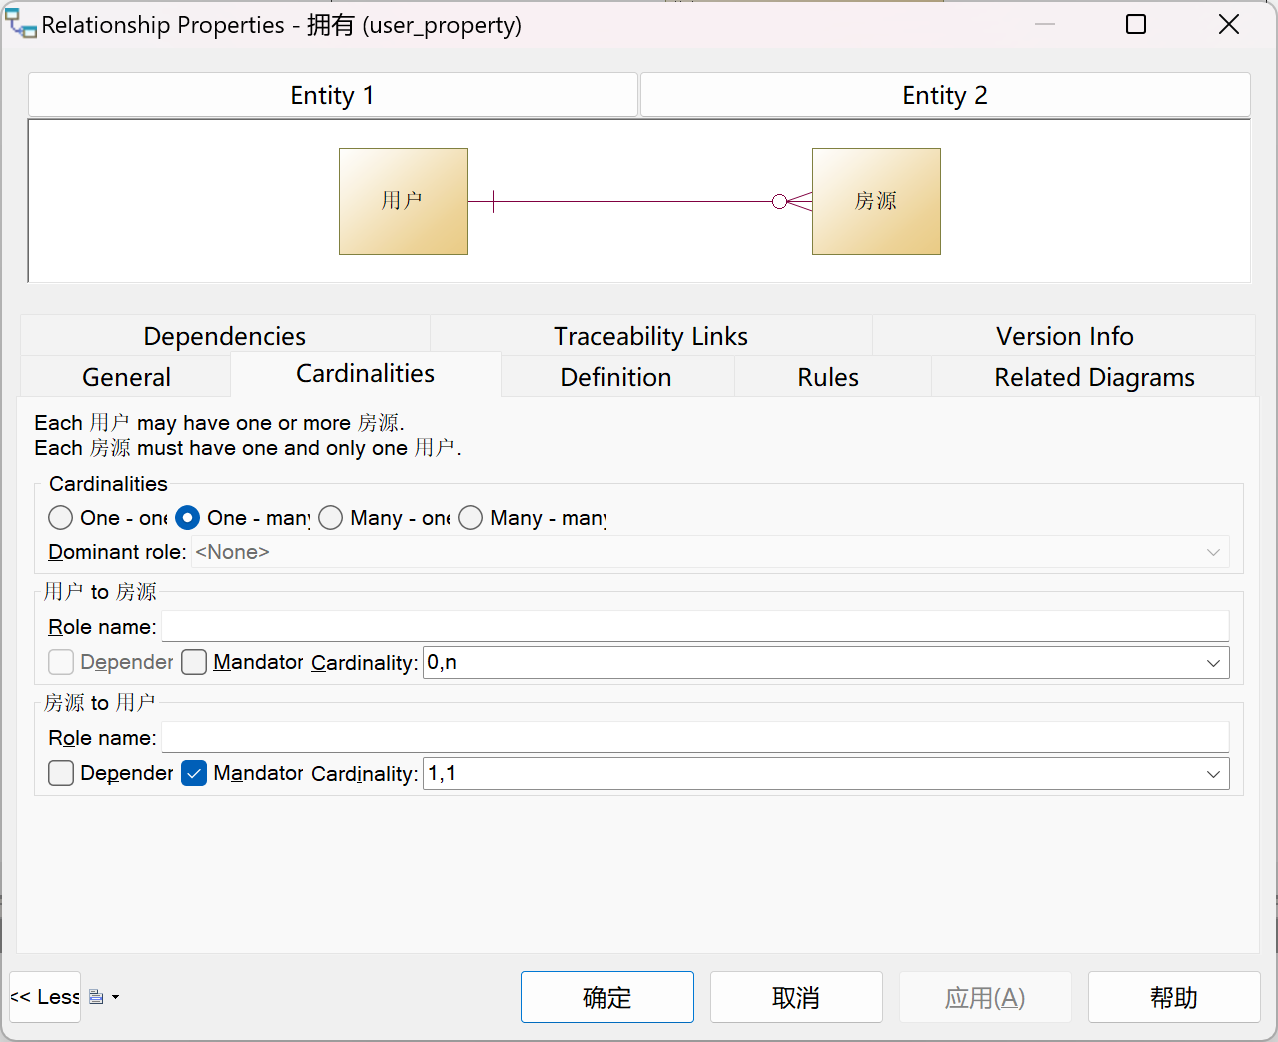 Relationship Properties - 拥有 (user_property)
Entity 1
Entity 2
用户
房源
Dependencies
Traceability Links
Version Info
General
Cardinalities
Definition
Rules
Related Diagrams
Each 用户 may have one or more 房源.
Each 房源 must have one and only one 用户.
Cardinalities
One - one
One - many
Many - one
Many - many
Dominant role: <None>
用户 to 房源
Role name:
Depender
Mandator
Cardinality: 0,n
房源 to 用户
Role name:
Depender
Mandator
Cardinality: 1,1
<< Less
确定
取消
应用(A)
帮助